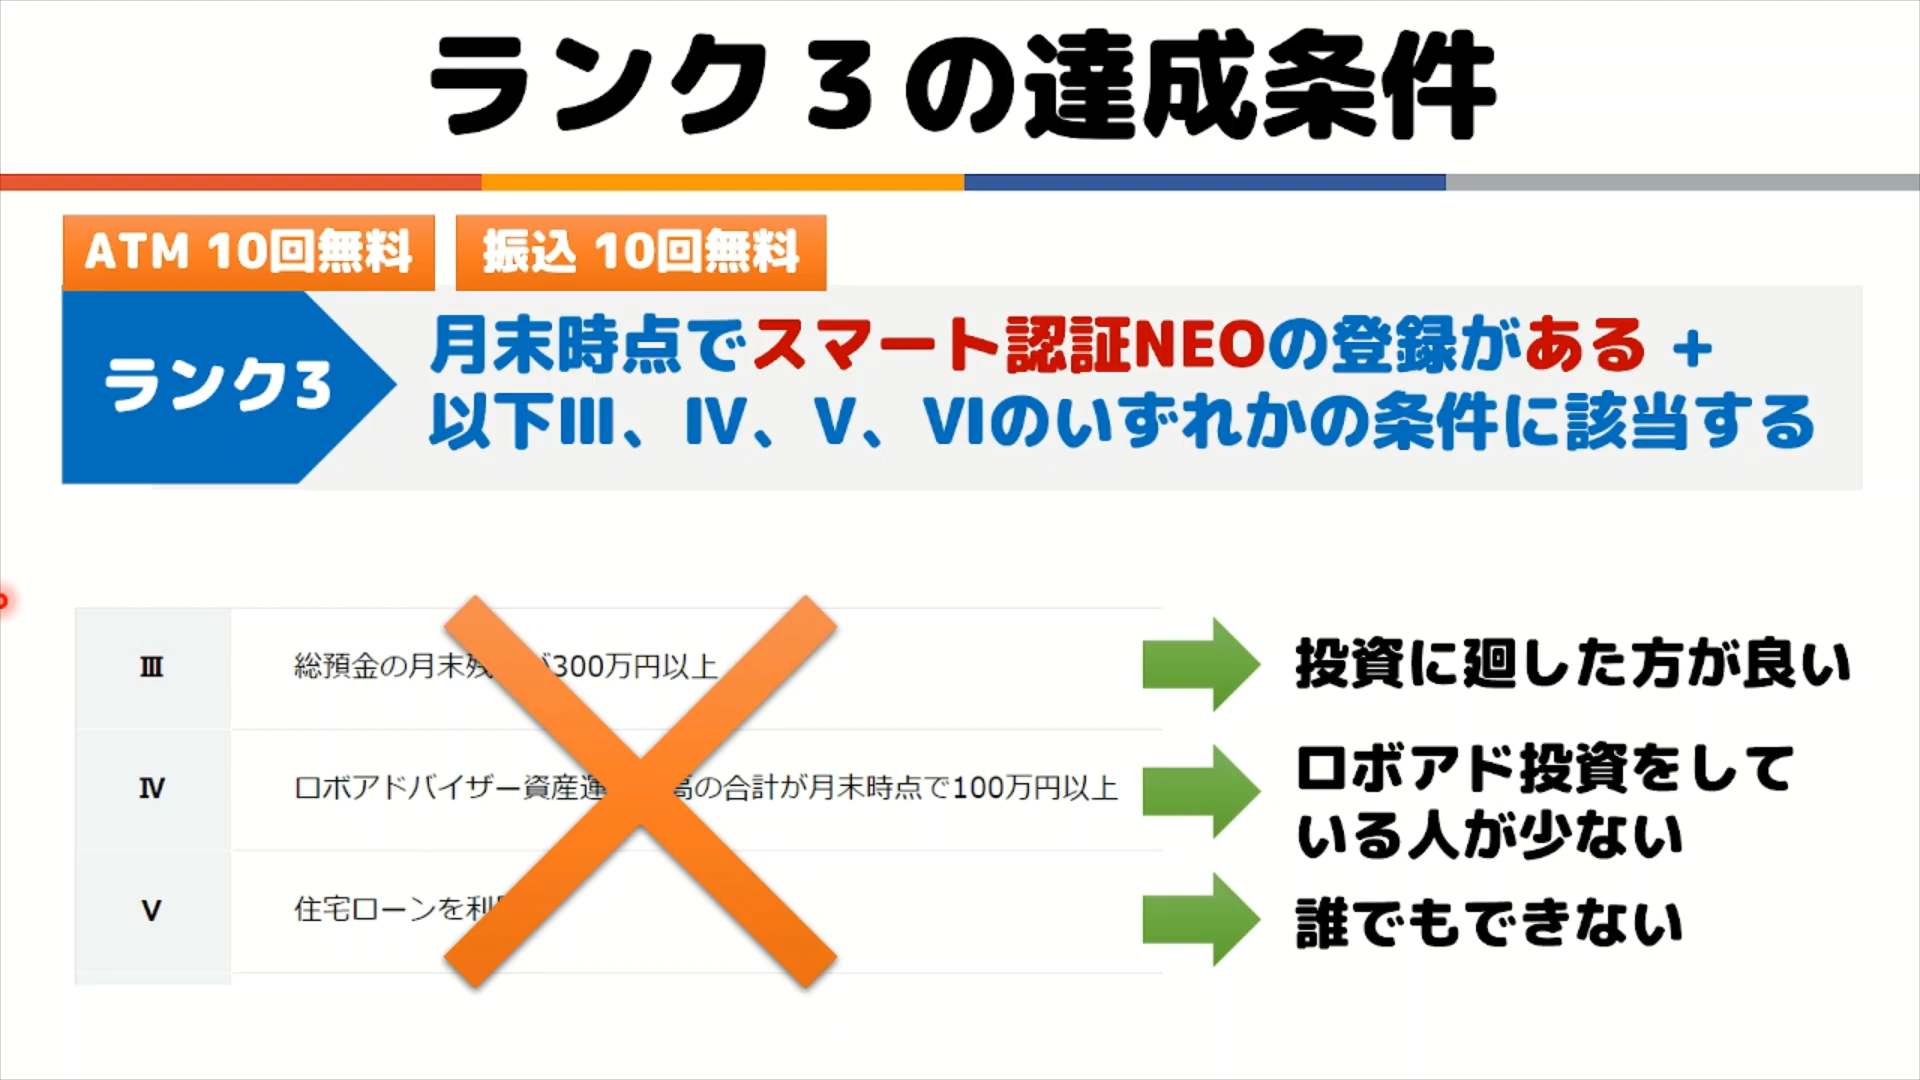 ランク3の達成条件
ATM 10回無料
振込 10回無料
ランク3
月末時点でスマート認証NEOの登録がある +
以下Ⅲ、Ⅳ、Ⅴ、Ⅵのいずれかの条件に該当する
Ⅲ
総預金の月末残 が300万円以上
投資に廻した方が良い
Ⅳ
ロボアドバイザー資産運 高の合計が月末時点で100万円以上
ロボアド投資をして
いる人が少ない
Ⅴ
住宅ローンを利
誰でもできない